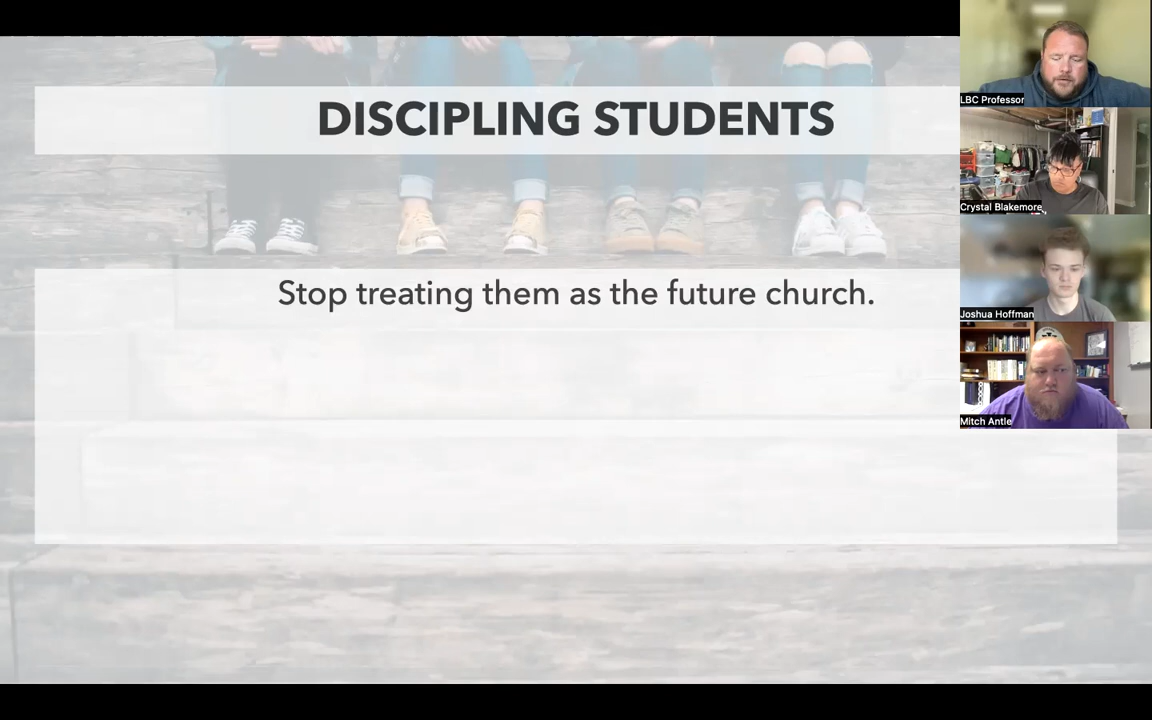 DISCIPLING STUDENTS
Stop treating them as the future church.
LBC Professor
Crystal Blakemore
Joshua Hoffman
Mitch Antle